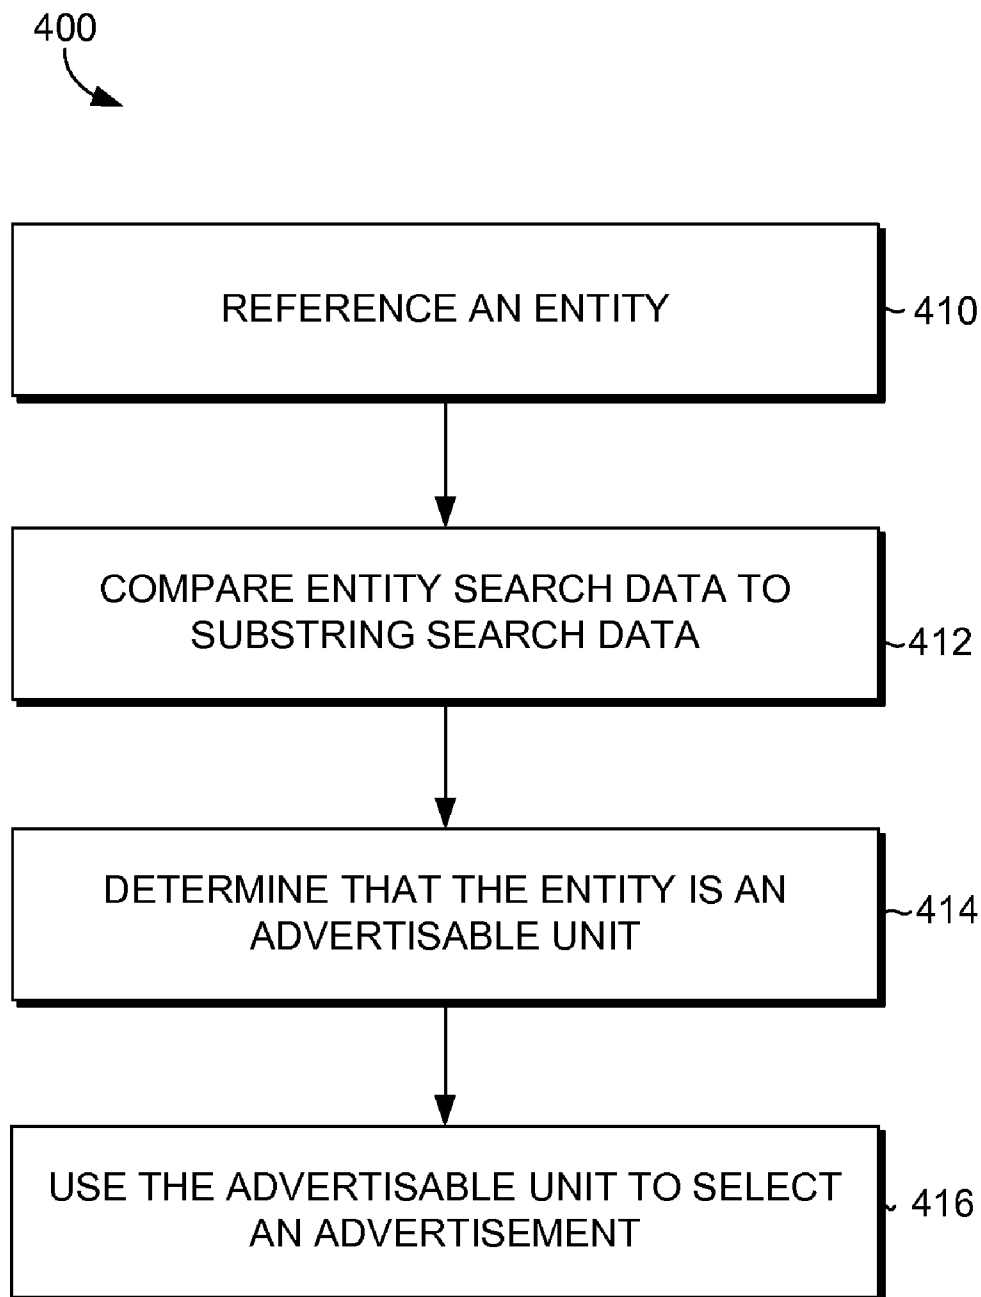 400
REFERENCE AN ENTITY
410
COMPARE ENTITY SEARCH DATA TO
SUBSTRING SEARCH DATA
412
DETERMINE THAT THE ENTITY IS AN
ADVERTISABLE UNIT
414
USE THE ADVERTISABLE UNIT TO SELECT
AN ADVERTISEMENT
416